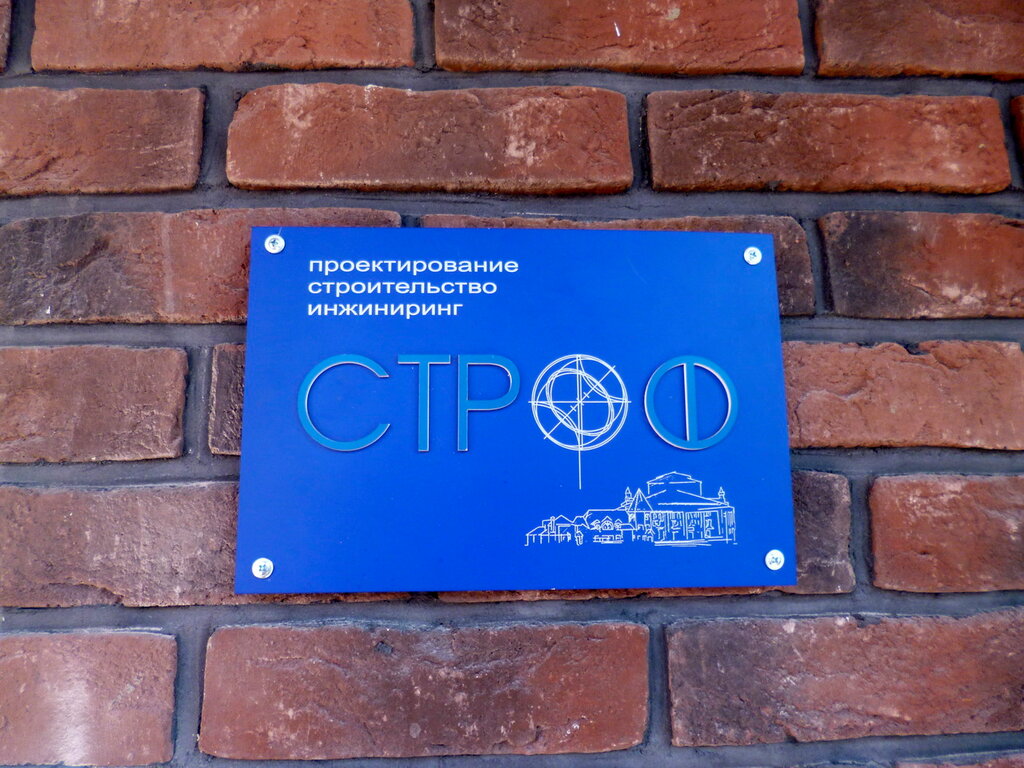 проектирование
строительство
инжиниринг
СТРОФ